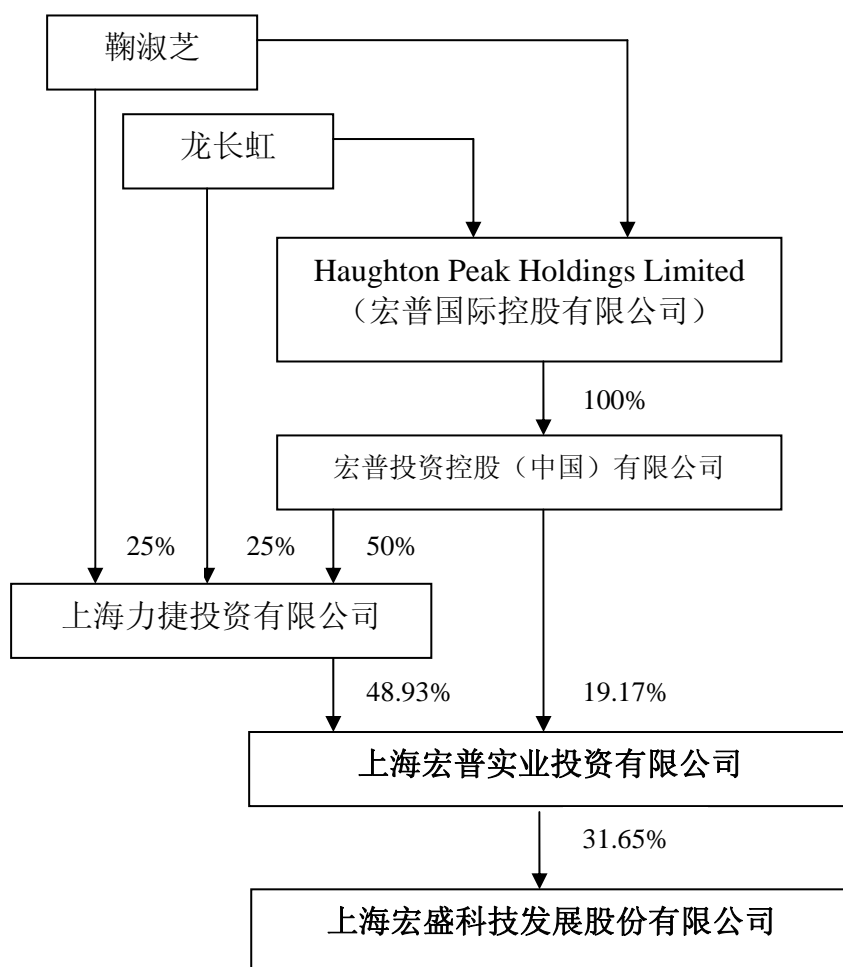 鞠淑芝
龙长虹
Haughton Peak Holdings Limited
（宏普国际控股有限公司）
100%
宏普投资控股（中国）有限公司
25% 25% 50%
上海力捷投资有限公司
48.93% 19.17%
上海宏普实业投资有限公司
31.65%
上海宏盛科技发展股份有限公司